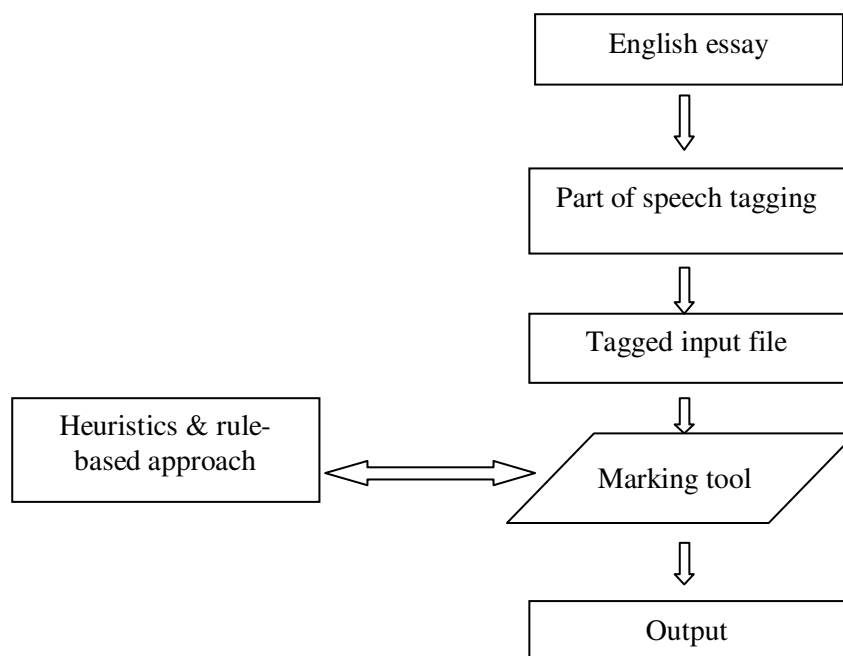 English essay
Part of speech tagging
Tagged input file
Heuristics & rule-
based approach
Marking tool
Output